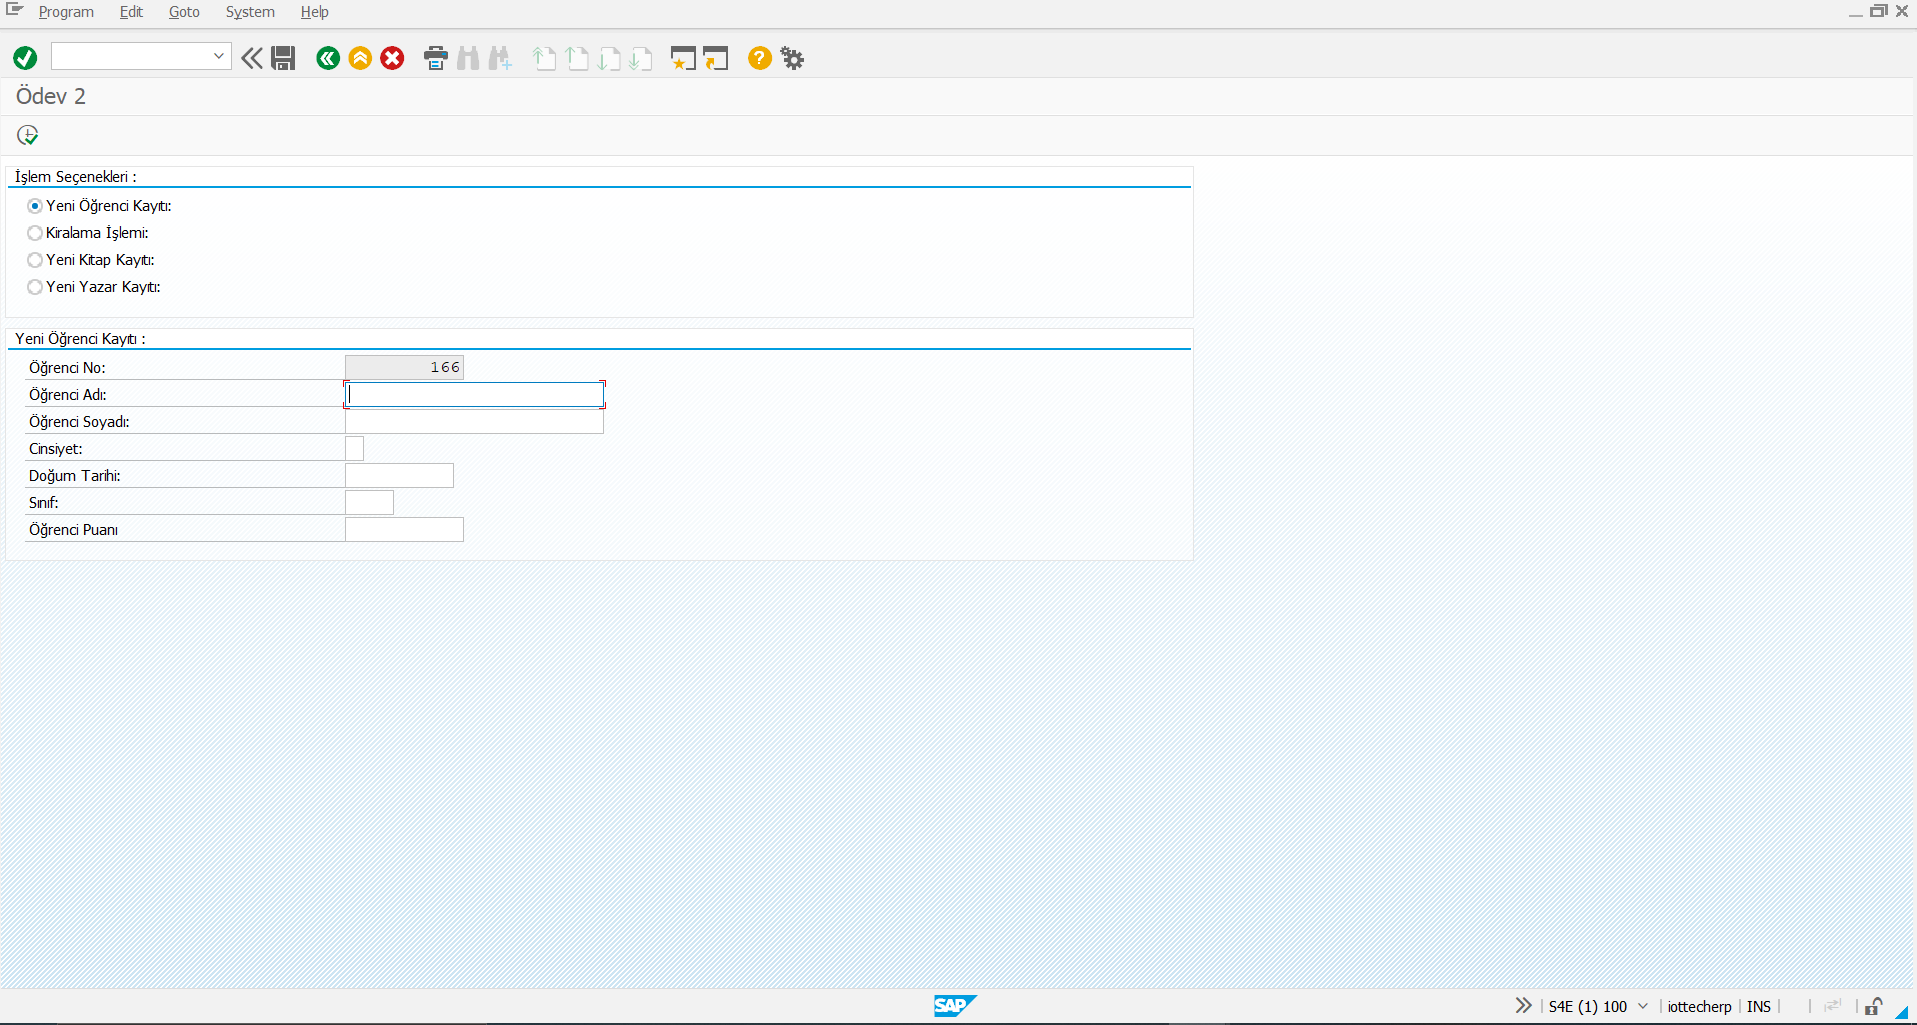 Program Edit Goto System Help
Ödev 2
İşlem Seçenekleri :
Yeni Öğrenci Kayıtı:
Kiralama İşlemi:
Yeni Kitap Kayıtı:
Yeni Yazar Kayıtı:
Yeni Öğrenci Kayıtı :
Öğrenci No: 166
Öğrenci Adı:
Öğrenci Soyadı:
Cinsiyet:
Doğum Tarihi:
Sınıf:
Öğrenci Puanı
SAP S4E (1) 100 iottecherp INS